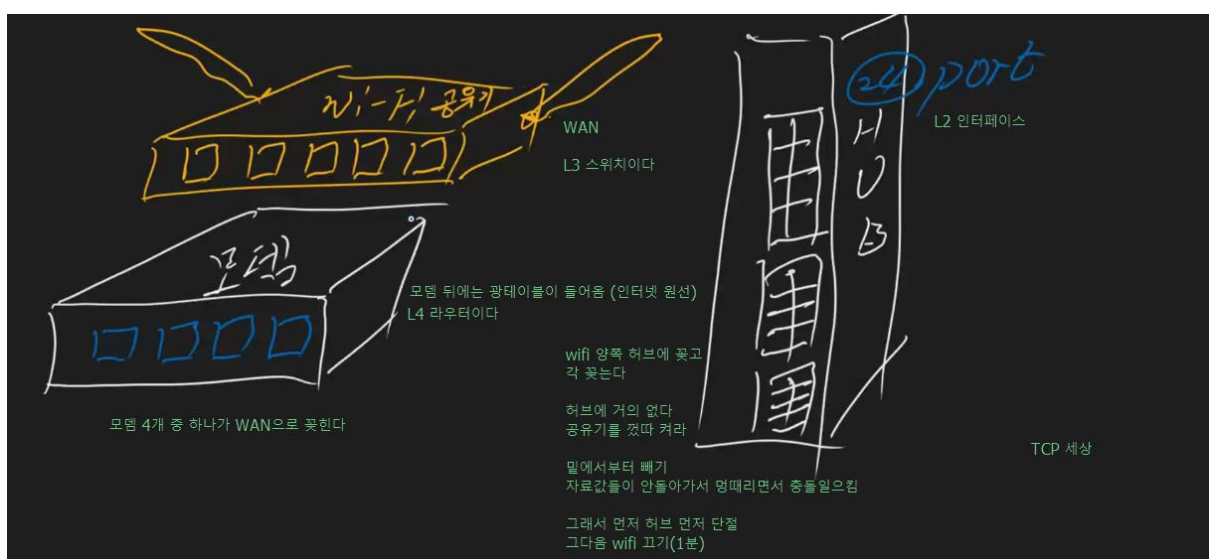 Wi-Fi 공유기
WAN
L3 스위치이다
모뎀
모뎀 뒤에는 광테이블이 들어옴 (인터넷 원선)
L4 라우터이다
모뎀 4개 중 하나가 WAN으로 꽂힌다
wifi 양쪽 허브에 꽂고
각 꽂는다
허브에 거의 없다
공유기를 껐따 켜라
밑에서부터 빼기
자료값들이 안돌아가서 멍때리면서 충돌일으킴
그래서 먼저 허브 먼저 단절
그다음 wifi 끄기(1분)
24 port
L2 인터페이스
HUB
TCP 세상